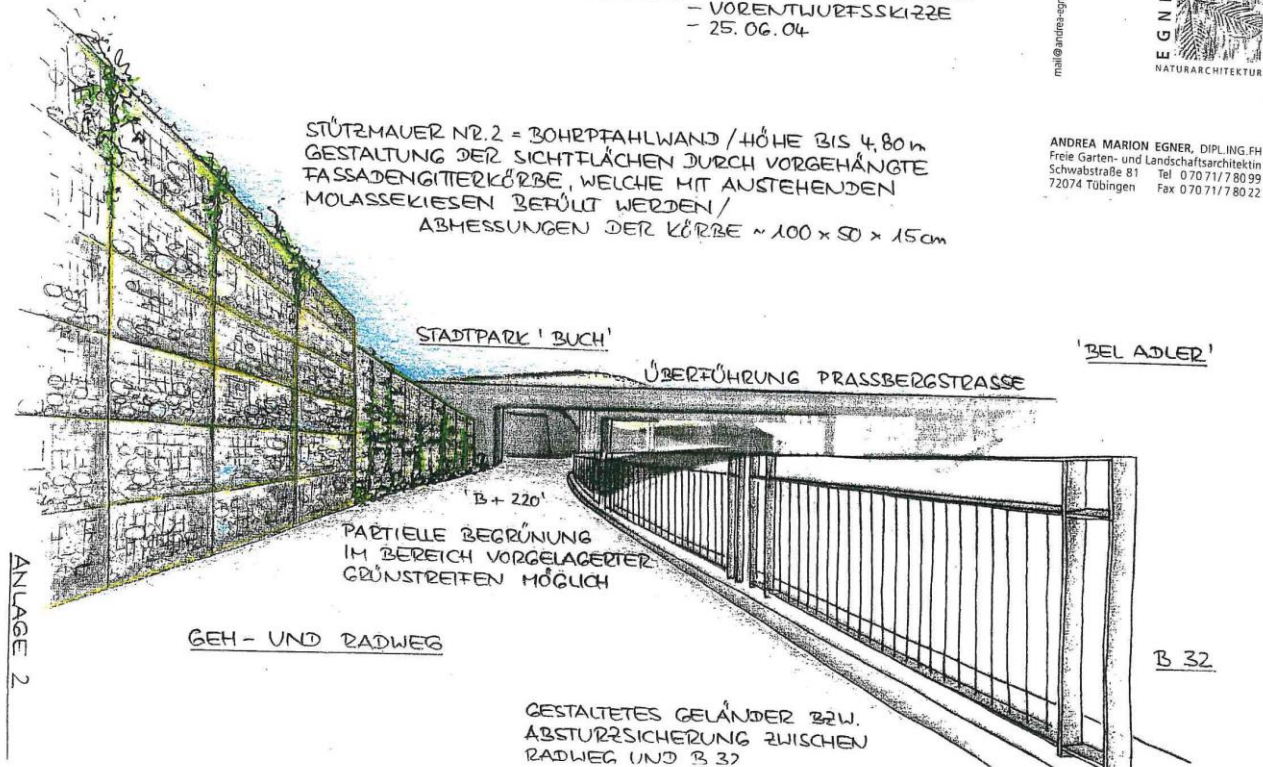 - VORENTWURFSSKIZZE
- 25.06.04
EGN
NATURARCHITEKTUR
ANDREA MARION EGNER, DIPL.ING.FH
Freie Garten- und Landschaftsarchitektin
Schwabstraße 81 Tel 07071/78099
72074 Tübingen Fax 07071/78022
STÜTZMAUER NR.2 = BOHRPFAHLWAND / HÖHE BIS 4,80m
GESTALTUNG DER SICHTFLÄCHEN DURCH VORGEHÄNGTE
FASSADENGITTERKÖRBE, WELCHE MIT ANSTEHENDEN
MOLASSEKIESEN BEFÜLLT WERDEN /
ABMESSUNGEN DER KÖRBE ~ 100 x 50 x 15cm
STADTPARK 'BUCH'
'BEL ADLER'
ÜBERFÜHRUNG PRASSBERGSTRASSE
'B + 220'
PARTIELLE BEGRÜNUNG
IM BEREICH VORGELAGERTER
GRÜNSTREIFEN MÖGLICH
ANLAGE 2
GEH- UND RADWEG
B 32
GESTALTETES GELÄNDER BZW.
ABSTURZSICHERUNG ZWISCHEN
RADWEG UND B 32